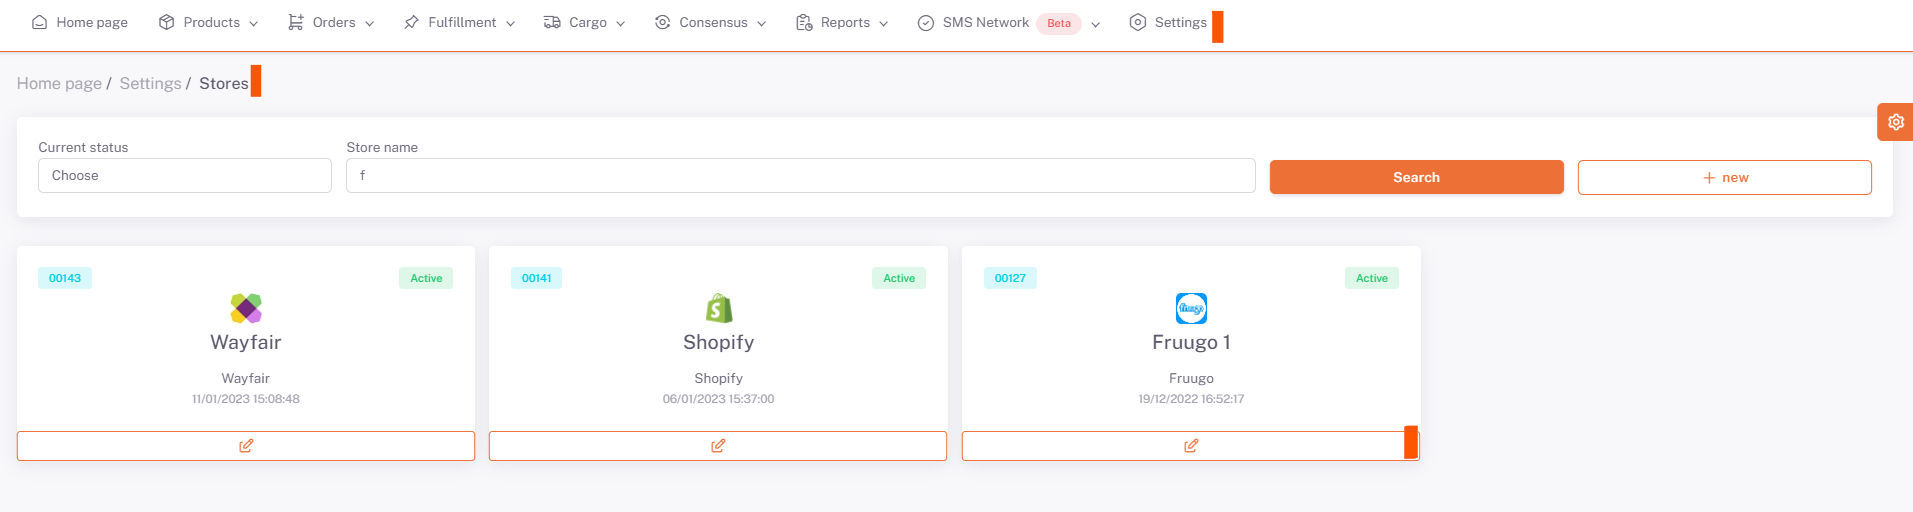 Home page Products Orders Fulfillment Cargo Consensus Reports SMS Network Beta Settings
Home page / Settings / Stores
Current status Store name
Choose f Search + new
00143 Active 00141 Active 00127 Active
fruugo
Wayfair Shopify Fruugo 1
Wayfair Shopify Fruugo
11/01/2023 15:08:48 06/01/2023 15:37:00 19/12/2022 16:52:17